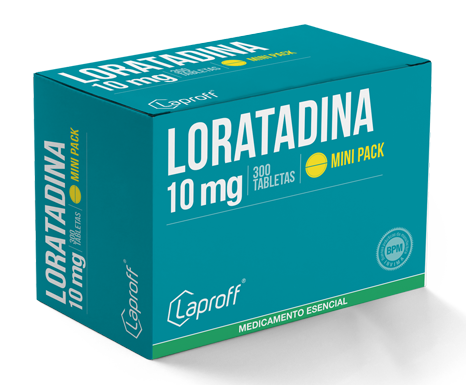 LORATADINA
10 mg
300
TABLETAS
MINI PACK
Laproff®
LORATADINA
10 mg
300
TABLETAS
MINI PACK
Laproff®
MEDICAMENTO ESENCIAL
BPM
LORATADINA
10 mg
300
TABLETAS
MINI PACK